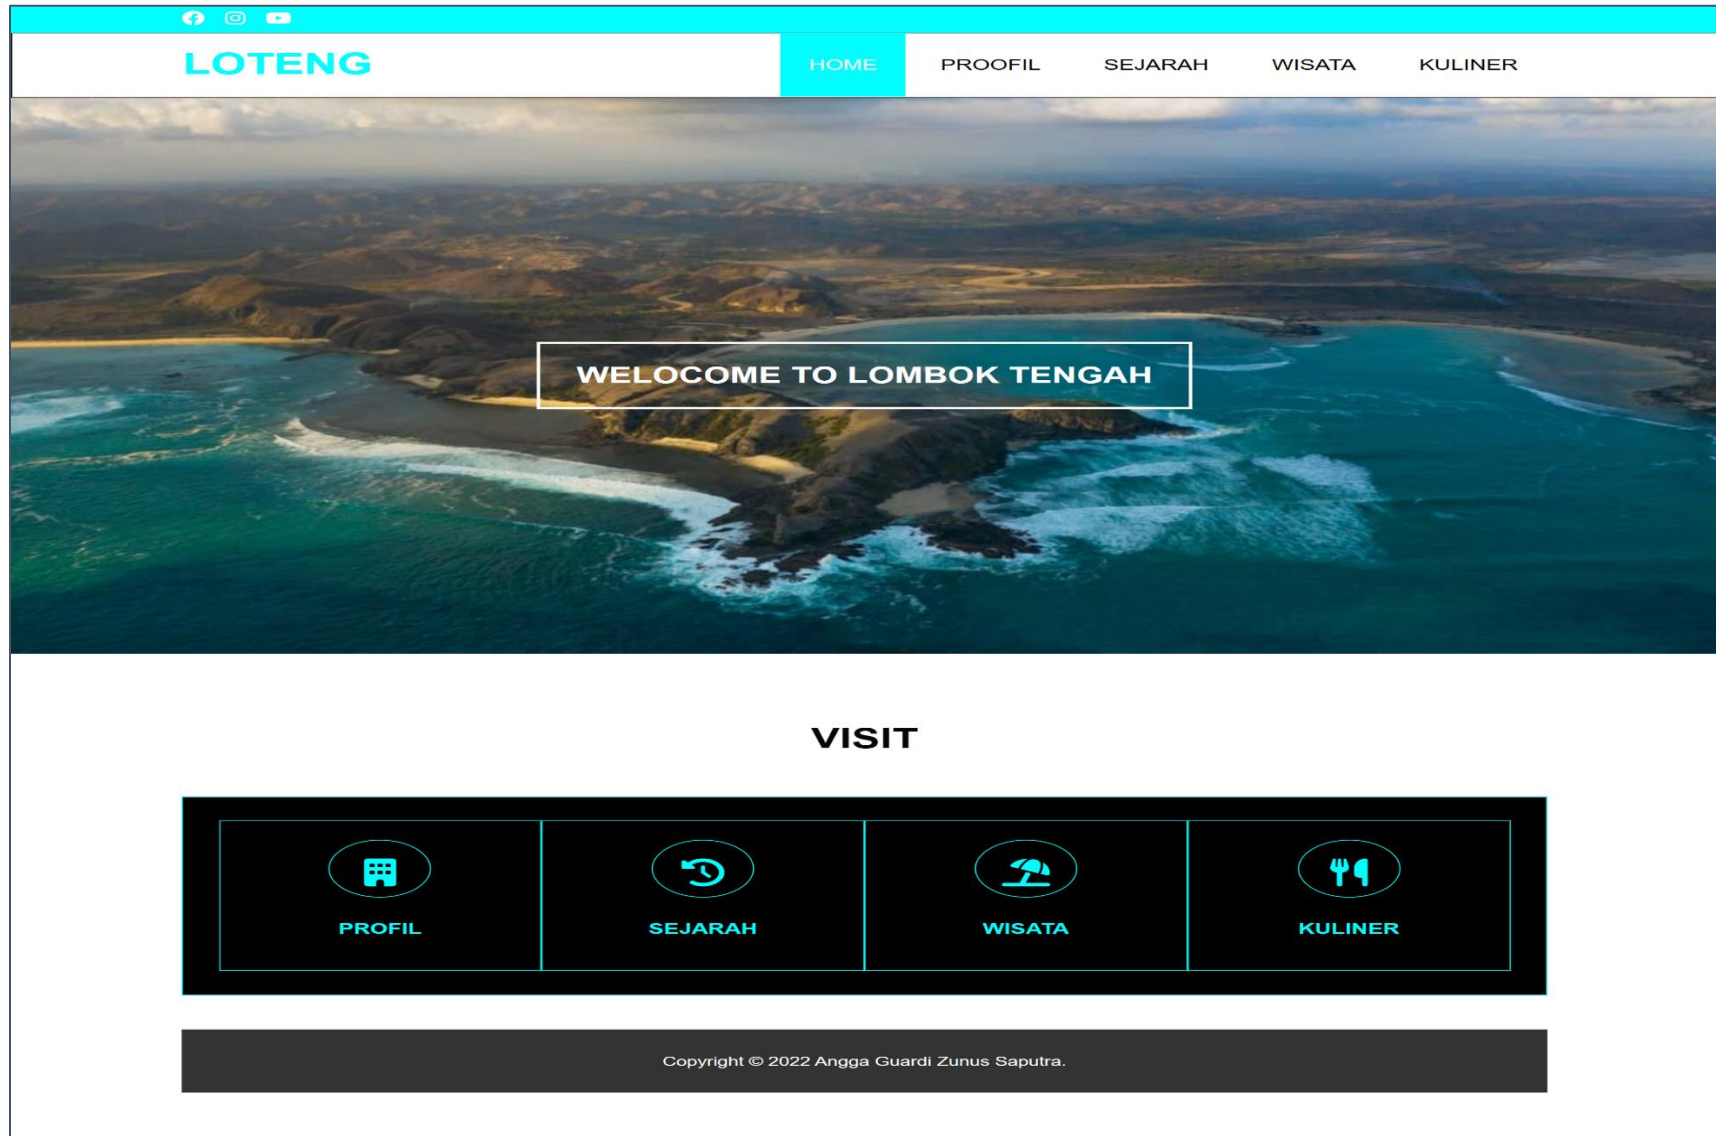 LOTENG
HOME PROOFIL SEJARAH WISATA KULINER
WELOCOME TO LOMBOK TENGAH
VISIT
PROFIL SEJARAH WISATA KULINER
Copyright © 2022 Angga Guardi Zunus Saputra.